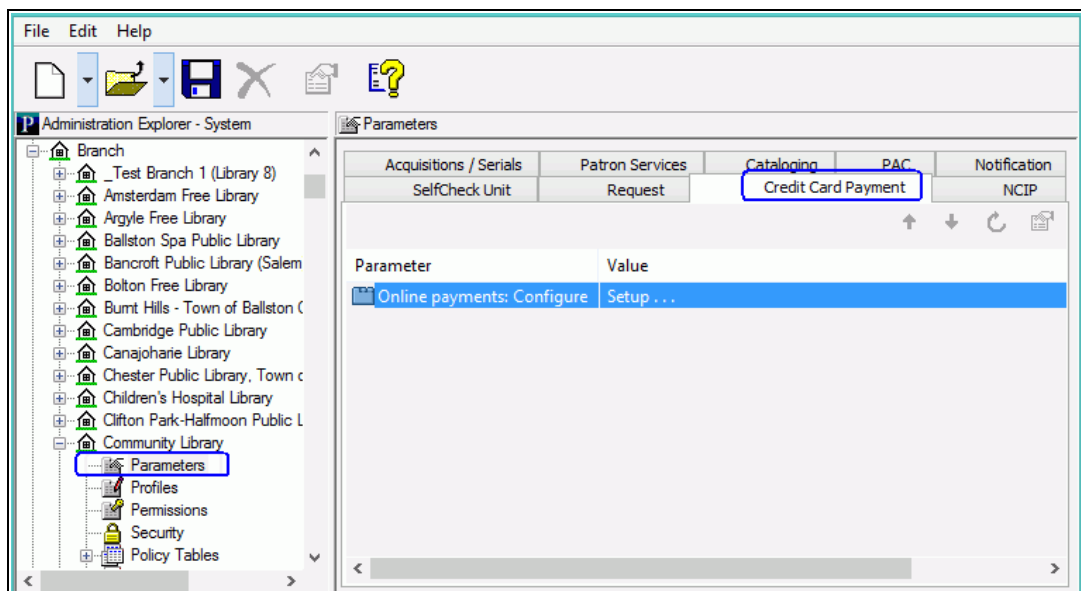 File Edit Help
Administration Explorer - System
Parameters
Branch
_Test Branch 1 (Library 8)
Amsterdam Free Library
Argyle Free Library
Ballston Spa Public Library
Bancroft Public Library (Salem
Bolton Free Library
Burnt Hills - Town of Ballston C
Cambridge Public Library
Canajoharie Library
Chester Public Library, Town c
Children's Hospital Library
Clifton Park-Halfmoon Public L
Community Library
Parameters
Profiles
Permissions
Security
Policy Tables
Acquisitions / Serials Patron Services Cataloging PAC Notification
SelfCheck Unit Request Credit Card Payment NCIP
Parameter Value
Online payments: Configure Setup . . .